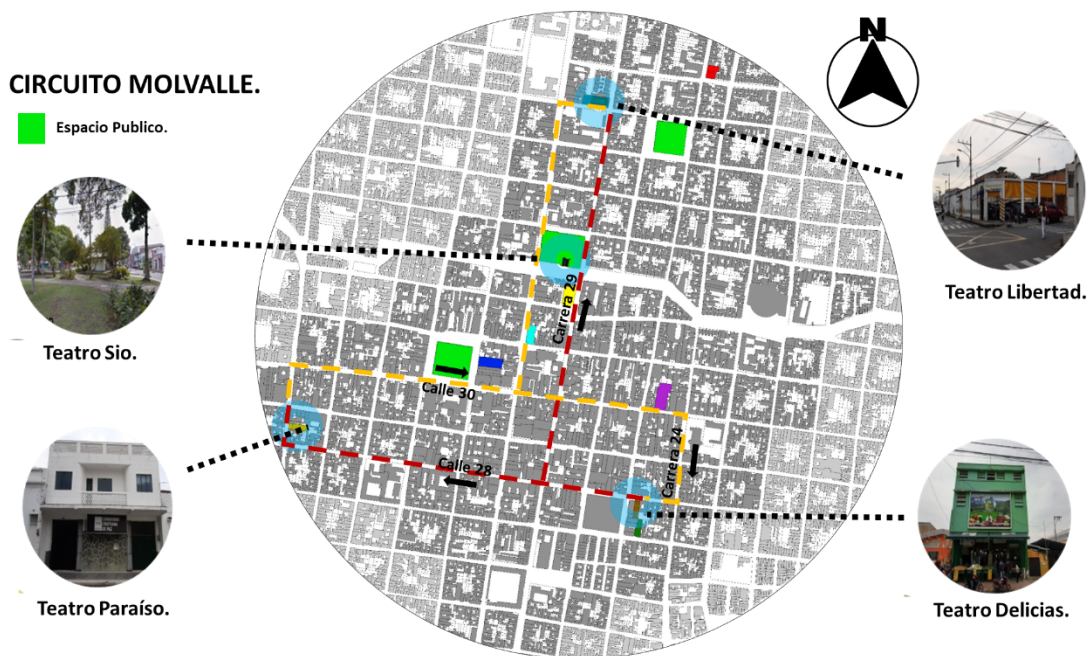 N
CIRCUITO MOLVALLE.
Espacio Publico.
Teatro Sio.
Teatro Libertad.
Carrera 29
Calle 30
Carrera 24
Calle 28
Teatro Paraíso.
Teatro Delicias.